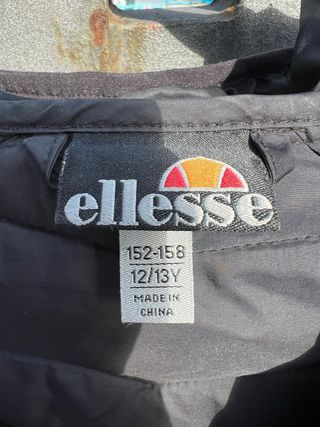 ellesse
152-158
12/13Y
MADE IN
CHINA